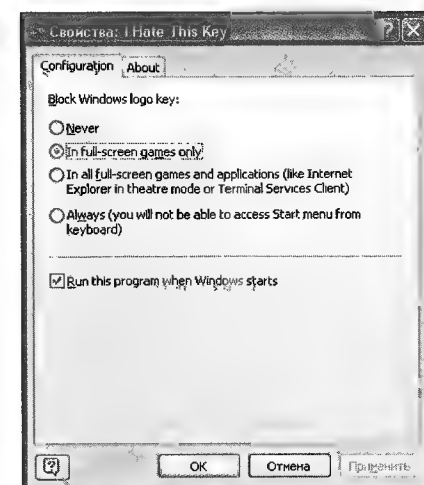 Свойства: I Hate This Key
Configuration About
Block Windows logo key:
Never
In full-screen games only
In all full-screen games and applications (like Internet
Explorer in theatre mode or Terminal Services Client)
Always (you will not be able to access Start menu from
keyboard)
Run this program when Windows starts
OK Отмена Применить